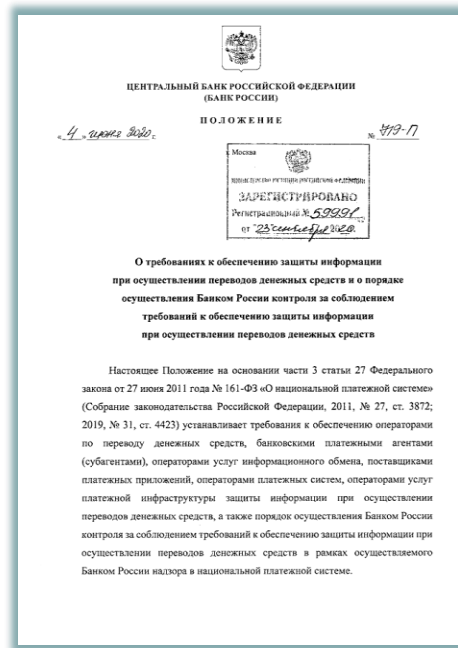 ЦЕНТРАЛЬНЫЙ БАНК РОССИЙСКОЙ ФЕДЕРАЦИИ
(БАНК РОССИИ)
ПОЛОЖЕНИЕ
« 4 » июня 2020 г.
№ 719-П
г. Москва
ЗАРЕГИСТРИРОВАНО
Регистрационный № 59991
от "23 сентября 2020.
О требованиях к обеспечению защиты информации
при осуществлении переводов денежных средств и о порядке
осуществления Банком России контроля за соблюдением
требований к обеспечению защиты информации
при осуществлении переводов денежных средств
Настоящее Положение на основании части 3 статьи 27 Федерального
закона от 27 июня 2011 года № 161-ФЗ «О национальной платежной системе»
(Собрание законодательства Российской Федерации, 2011, № 27, ст. 3872;
2019, № 31, ст. 4423) устанавливает требования к обеспечению операторами
по переводу денежных средств, банковскими платежными агентами
(субагентами), операторами услуг информационного обмена, поставщиками
платежных приложений, операторами платежных систем, операторами услуг
платежной инфраструктуры защиты информации при осуществлении
переводов денежных средств, а также порядок осуществления Банком России
контроля за соблюдением требований к обеспечению защиты информации при
осуществлении переводов денежных средств в рамках осуществляемого
Банком России надзора в национальной платежной системе.